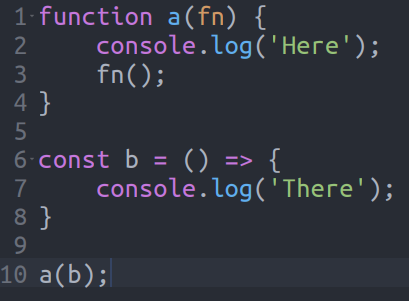 1 function a(fn) {
2     console.log('Here');
3     fn();
4 }
5
6 const b = () => {
7     console.log('There');
8 }
9
10 a(b);